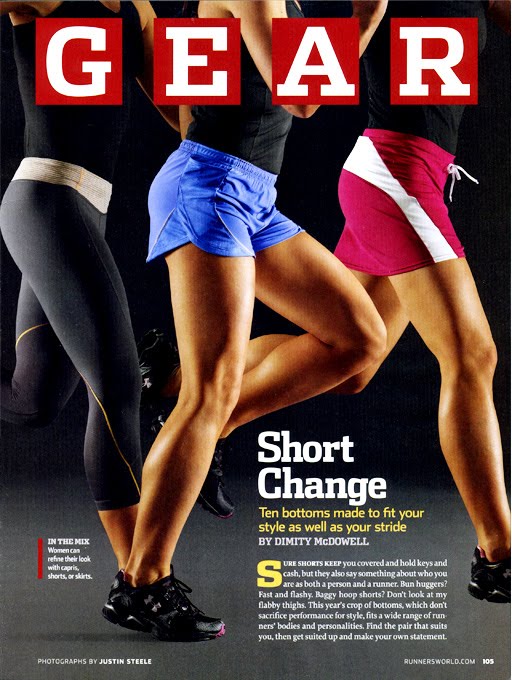 GEAR
Short
Change
Ten bottoms made to fit your
style as well as your stride
BY DIMITY McDOWELL
IN THE MIX
Women can
refine their look
with capris,
shorts, or skirts.
SURE SHORTS KEEP you covered and hold keys and
cash, but they also say something about who you
are as both a person and a runner. Bun huggers?
Fast and flashy. Baggy hoop shorts? Don't look at my
flabby thighs. This year's crop of bottoms, which don't
sacrifice performance for style, fits a wide range of run-
ners' bodies and personalities. Find the pair that suits
you, then get suited up and make your own statement.
PHOTOGRAPHS BY JUSTIN STEELE
RUNNERSWORLD.COM 105